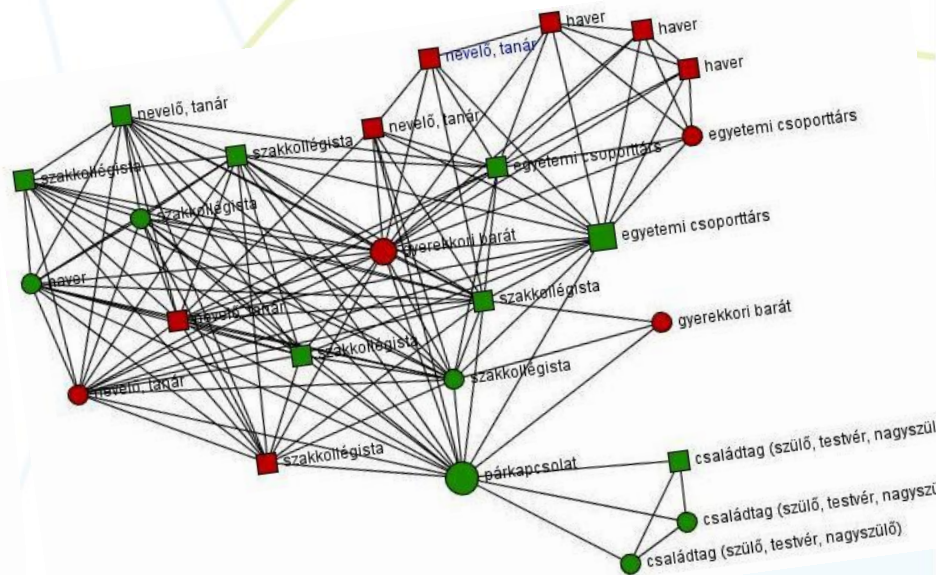 haver
haver
nevelő, tanár
haver
nevelő, tanár
nevelő, tanár
egyetemi csoporttárs
szakkollégista
egyetemi csoporttárs
szakkollégista
szakkollégista
egyetemi csoporttárs
gyerekkori barát
haver
szakkollégista
nevelő, tanár
gyerekkori barát
szakkollégista
szakkollégista
nevelő, tanár
szakkollégista
párkapcsolat
családtag (szülő, testvér, nagyszül
családtag (szülő, testvér, nagyszü
családtag (szülő, testvér, nagyszülő)